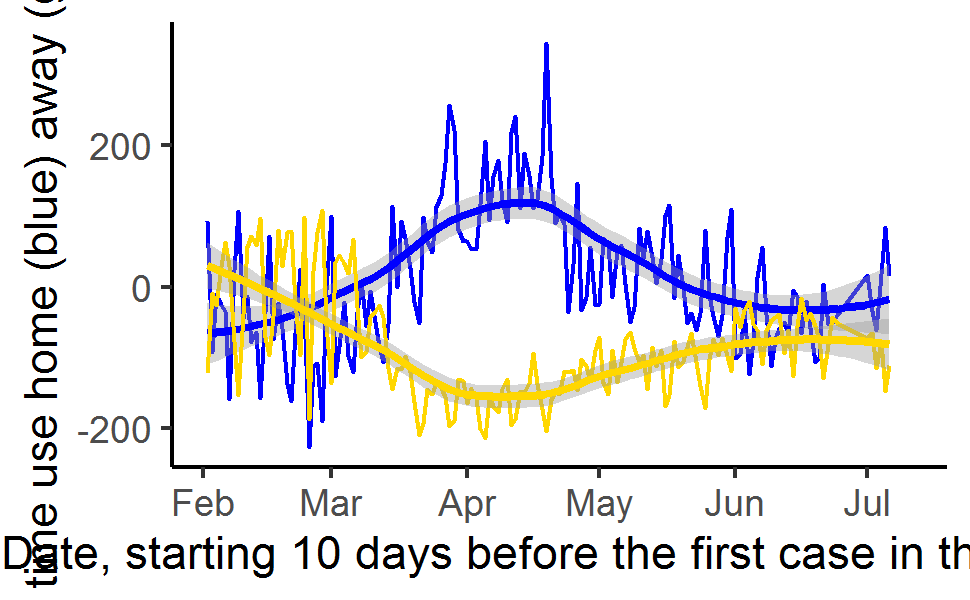 time use home (blue) away (
200
0
-200
Feb Mar Apr May Jun Jul
Date, starting 10 days before the first case in th